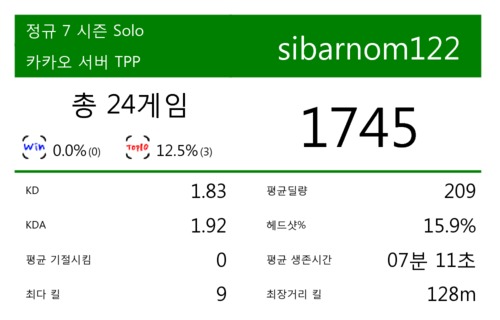 정규 7 시즌 Solo
카카오 서버 TPP
sibarnom122
총 24게임
Win 0.0% (0)
TOP10 12.5% (3)
1745
KD 1.83
평균딜량 209
KDA 1.92
헤드샷% 15.9%
평균 기절시킴 0
평균 생존시간 07분 11초
최다 킬 9
최장거리 킬 128m